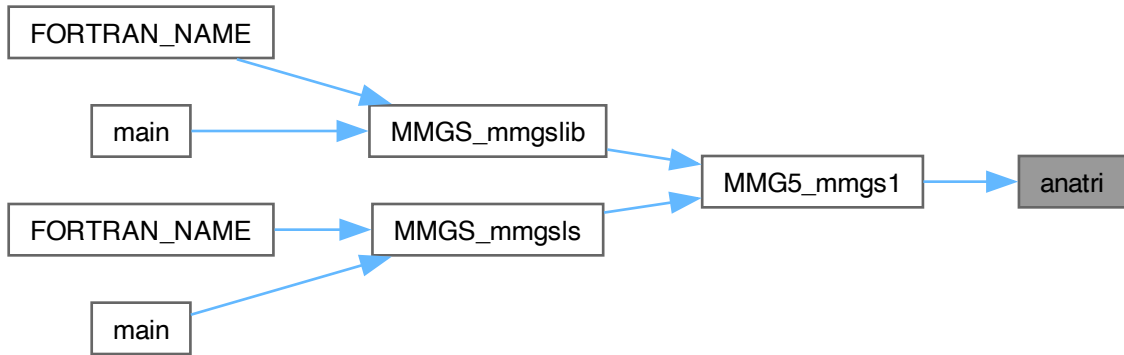 FORTRAN_NAME
main
MMGS_mmgslib
MMG5_mmgs1
anatri
FORTRAN_NAME
MMGS_mmgsls
main